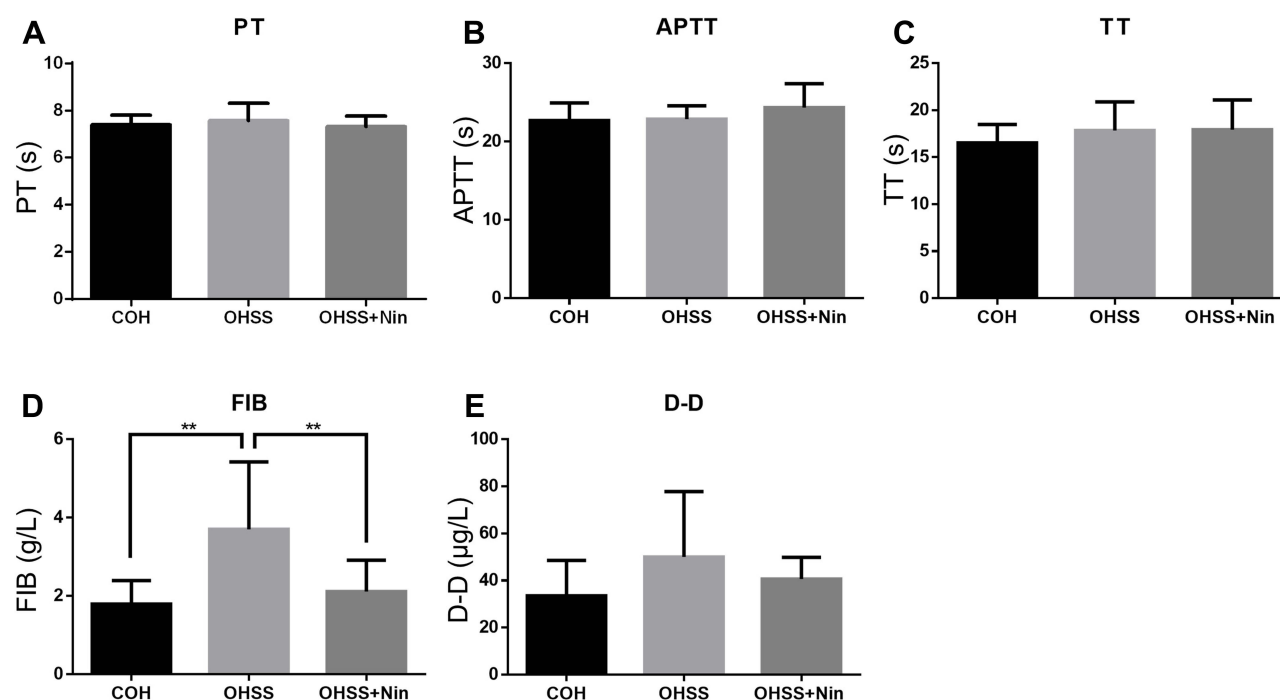 A PT
PT (s)
10
8
6
4
2
0
COH OHSS OHSS+Nin
B APTT
APTT (s)
30
20
10
0
COH OHSS OHSS+Nin
C TT
TT (s)
25
20
15
10
5
0
COH OHSS OHSS+Nin
D FIB
FIB (g/L)
** **
6
4
2
0
COH OHSS OHSS+Nin
E D-D
D-D (µg/L)
100
80
60
40
20
0
COH OHSS OHSS+Nin